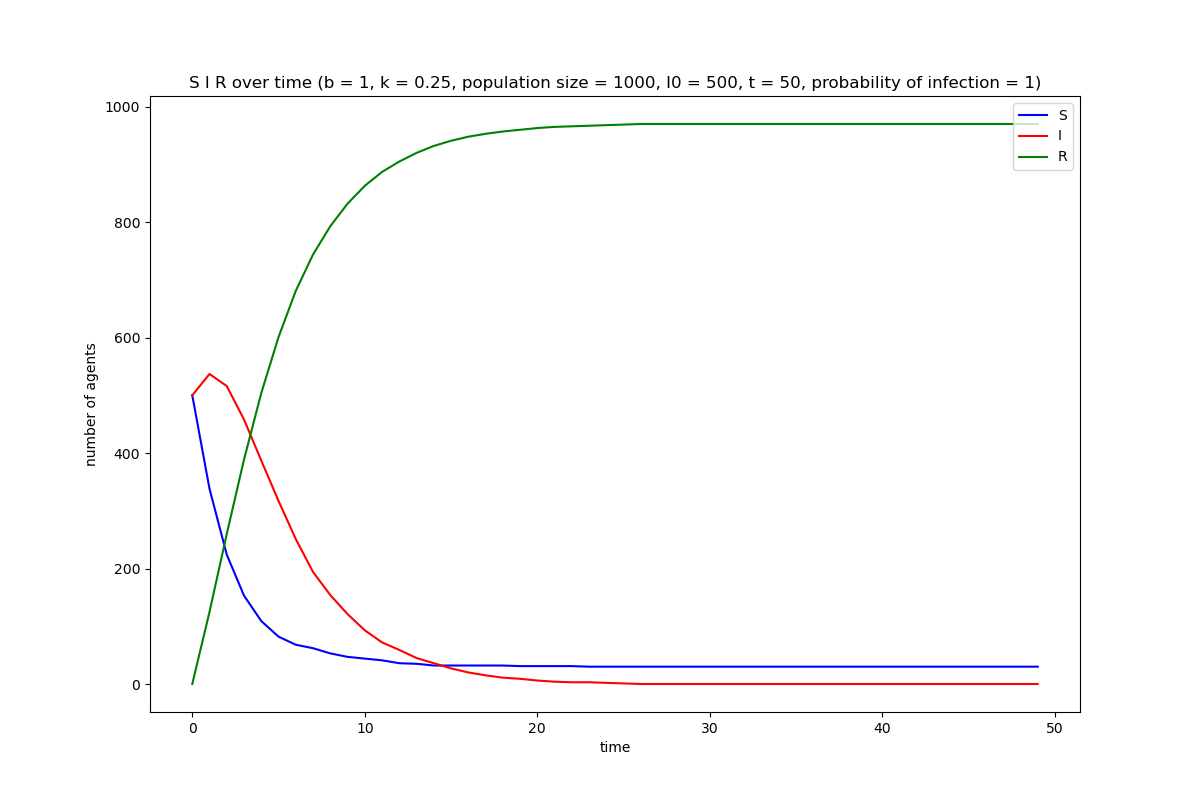 S I R over time (b = 1, k = 0.25, population size = 1000, I0 = 500, t = 50, probability of infection = 1)
S
I
R
1000
800
600
400
200
0
number of agents
0 10 20 30 40 50
time